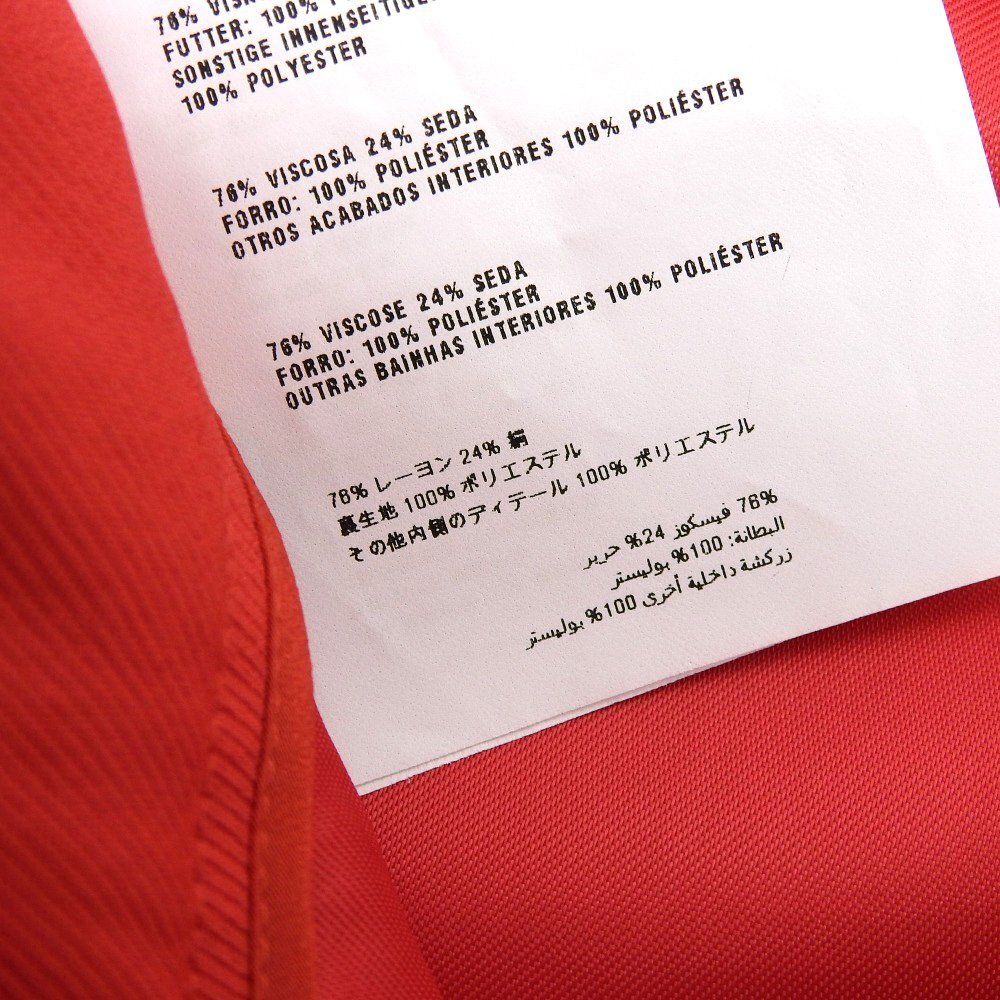 76%
FUTTER: 100%
SONSTIGE
100% POLYESTER
76% VISCOSA 24% SEDA
FORRO: 100% POLIÉSTER
OTROS ACABADOS INTERIORES 100% POLIÉSTER
76% VISCOSE 24% SEDA
FORRO: 100% POLIÉSTER
OUTRAS BAINHAS INTERIORES 100% POLIÉSTER
76% レーヨン 24% 絹
裏生地 100% ポリエステル
その他内側のディテール 100% ポリエステル
76% فيسكوز 24% حرير
البطانة: 100% بوليستر
زركشة داخلية أخرى 100% بوليستر